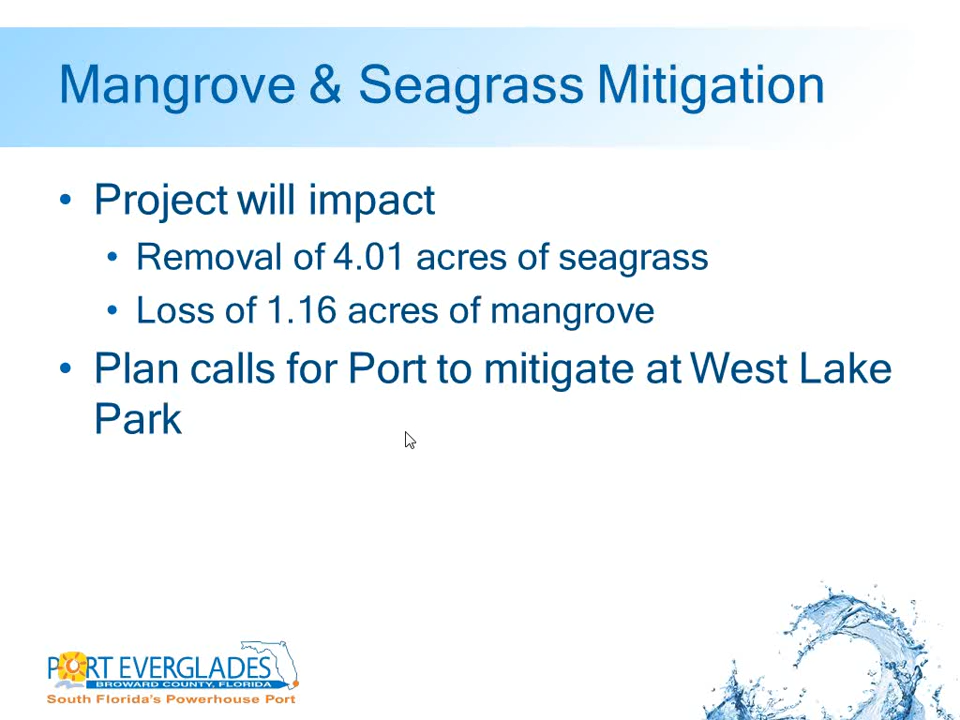 Mangrove & Seagrass Mitigation
• Project will impact
• Removal of 4.01 acres of seagrass
• Loss of 1.16 acres of mangrove
• Plan calls for Port to mitigate at West Lake
Park
PORT EVERGLADES
BROWARD COUNTY, FLORIDA
South Florida's Powerhouse Port